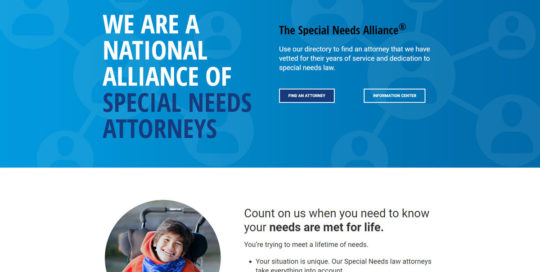 WE ARE A
NATIONAL
ALLIANCE OF
SPECIAL NEEDS
ATTORNEYS
The Special Needs Alliance®
Use our directory to find an attorney that we have
vetted for their years of service and dedication to
special needs law.
FIND AN ATTORNEY
INFORMATION CENTER
Count on us when you need to know
your needs are met for life.
You're trying to meet a lifetime of needs.
• Your situation is unique. Our Special Needs law attorneys
take everything into account